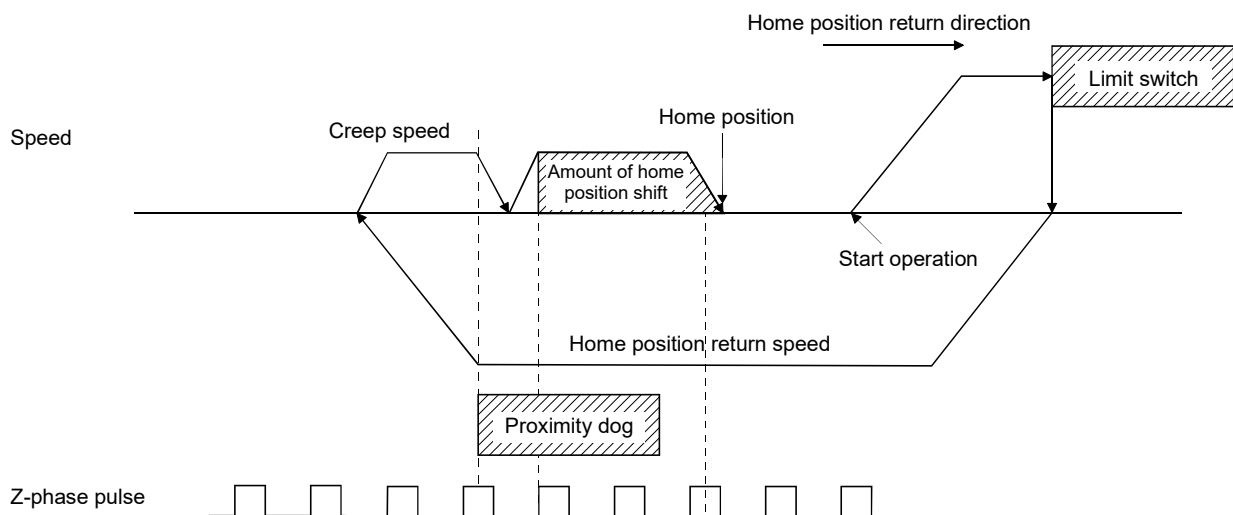 Home position return direction
Limit switch
Home position
Creep speed
Speed
Amount of home
position shift
Start operation
Home position return speed
Proximity dog
Z-phase pulse